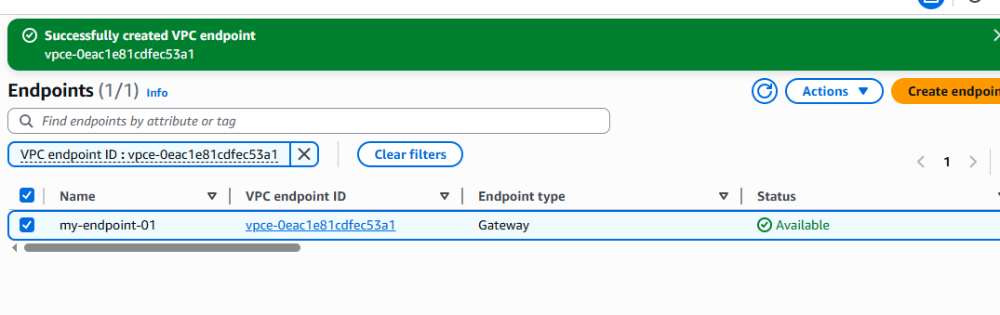 Successfully created VPC endpoint
vpce-0eac1e81cdfec53a1
Endpoints (1/1) Info
Actions
Create endpoin
Find endpoints by attribute or tag
VPC endpoint ID : vpce-0eac1e81cdfec53a1
Clear filters
1
Name VPC endpoint ID Endpoint type Status
my-endpoint-01 vpce-0eac1e81cdfec53a1 Gateway Available